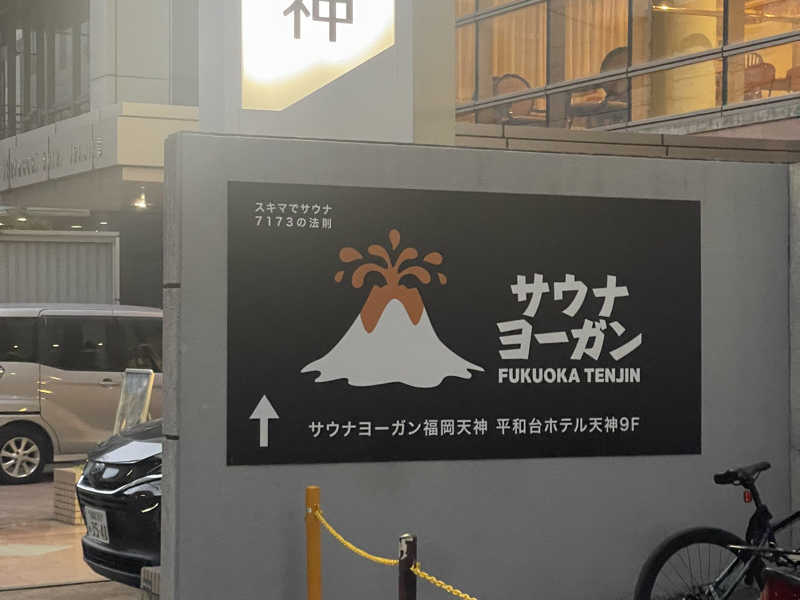 神
スキマでサウナ
7173の法則
サウナ
ヨーガン
FUKUOKA TENJIN
サウナヨーガン福岡天神 平和台ホテル天神9F